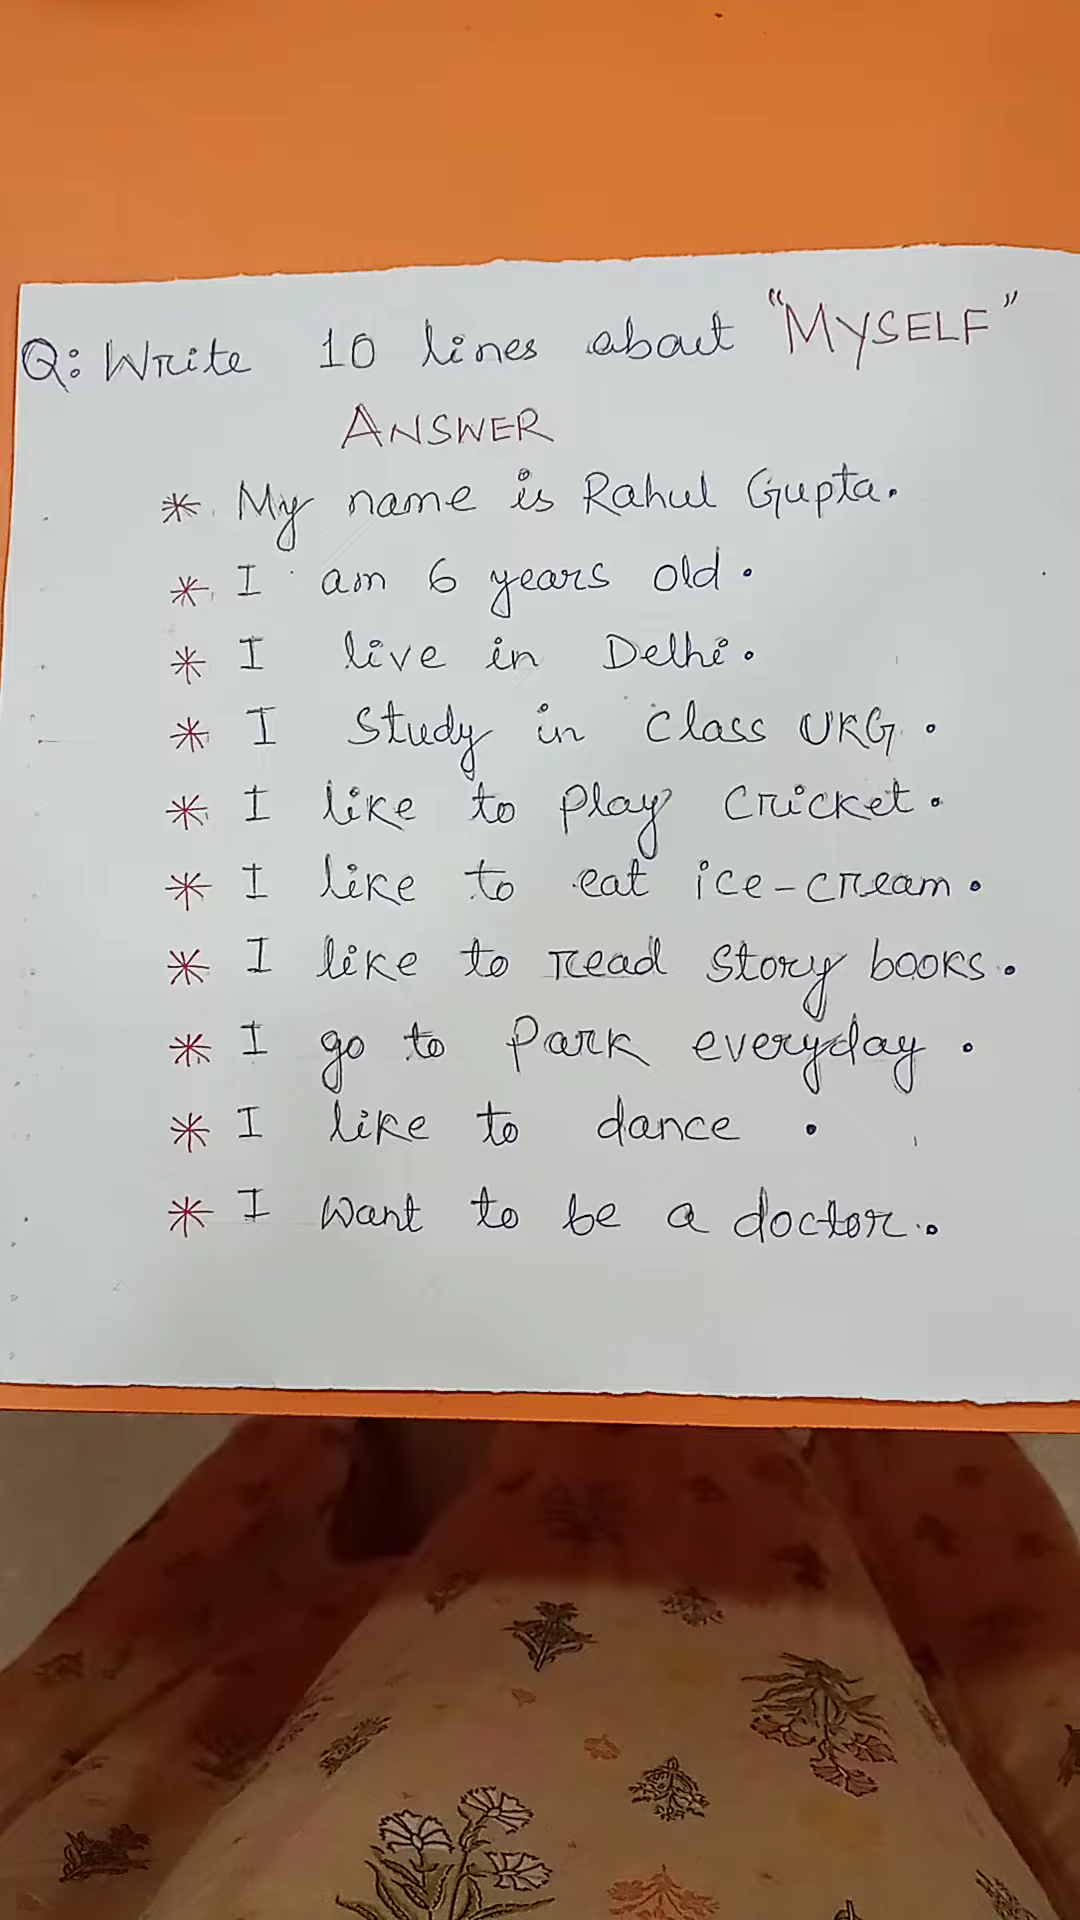 Q: Write 10 lines about "MYSELF"
ANSWER
* My name is Rahul Gupta.
* I am 6 years old.
* I live in Delhi.
* I Study in Class UKG.
* I like to Play Cricket.
* I like to eat ice-cream.
* I like to read Story books.
* I go to Park everyday.
* I like to dance.
* I Want to be a doctor.